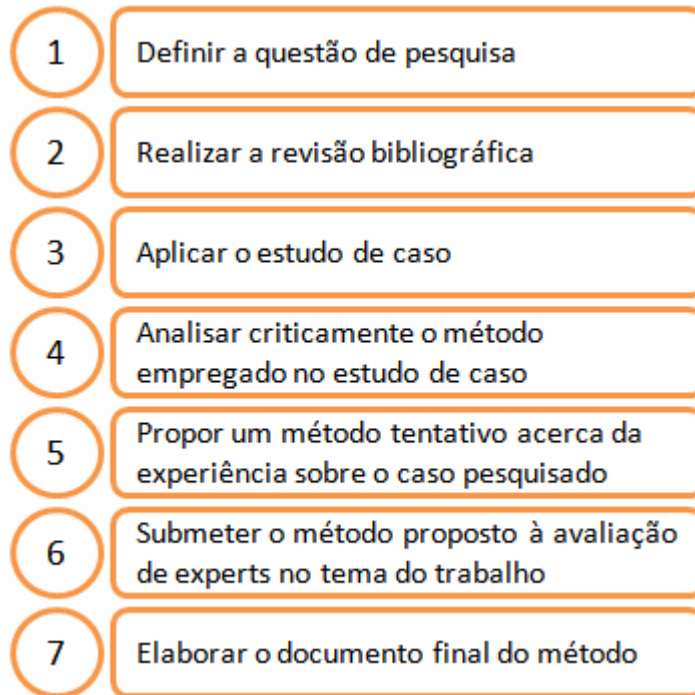 1 Definir a questão de pesquisa
2 Realizar a revisão bibliográfica
3 Aplicar o estudo de caso
4 Analisar criticamente o método
empregado no estudo de caso
5 Propor um método tentativo acerca da
experiência sobre o caso pesquisado
6 Submeter o método proposto à avaliação
de experts no tema do trabalho
7 Elaborar o documento final do método